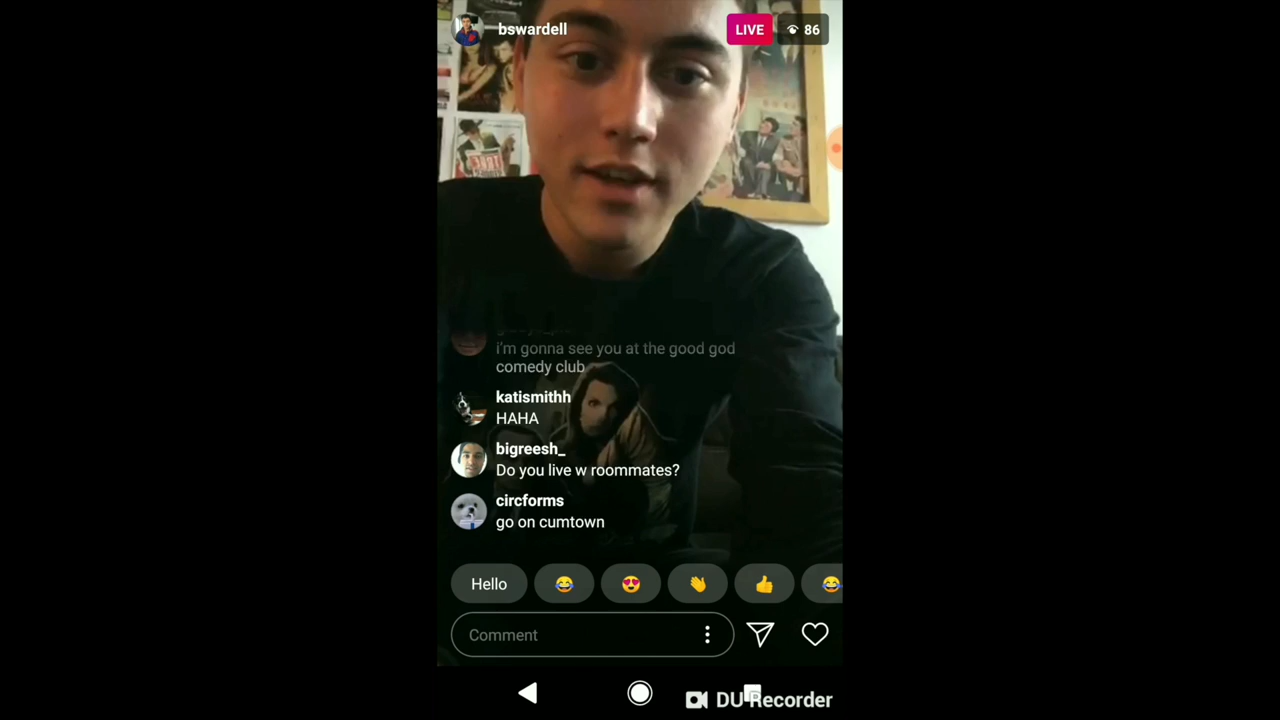 bswardell
LIVE
86
i'm gonna see you at the good god
comedy club
katismithh
HAHA
bigreesh_
Do you live w roommates?
circforms
go on cumtown
Hello
Comment
DU Recorder